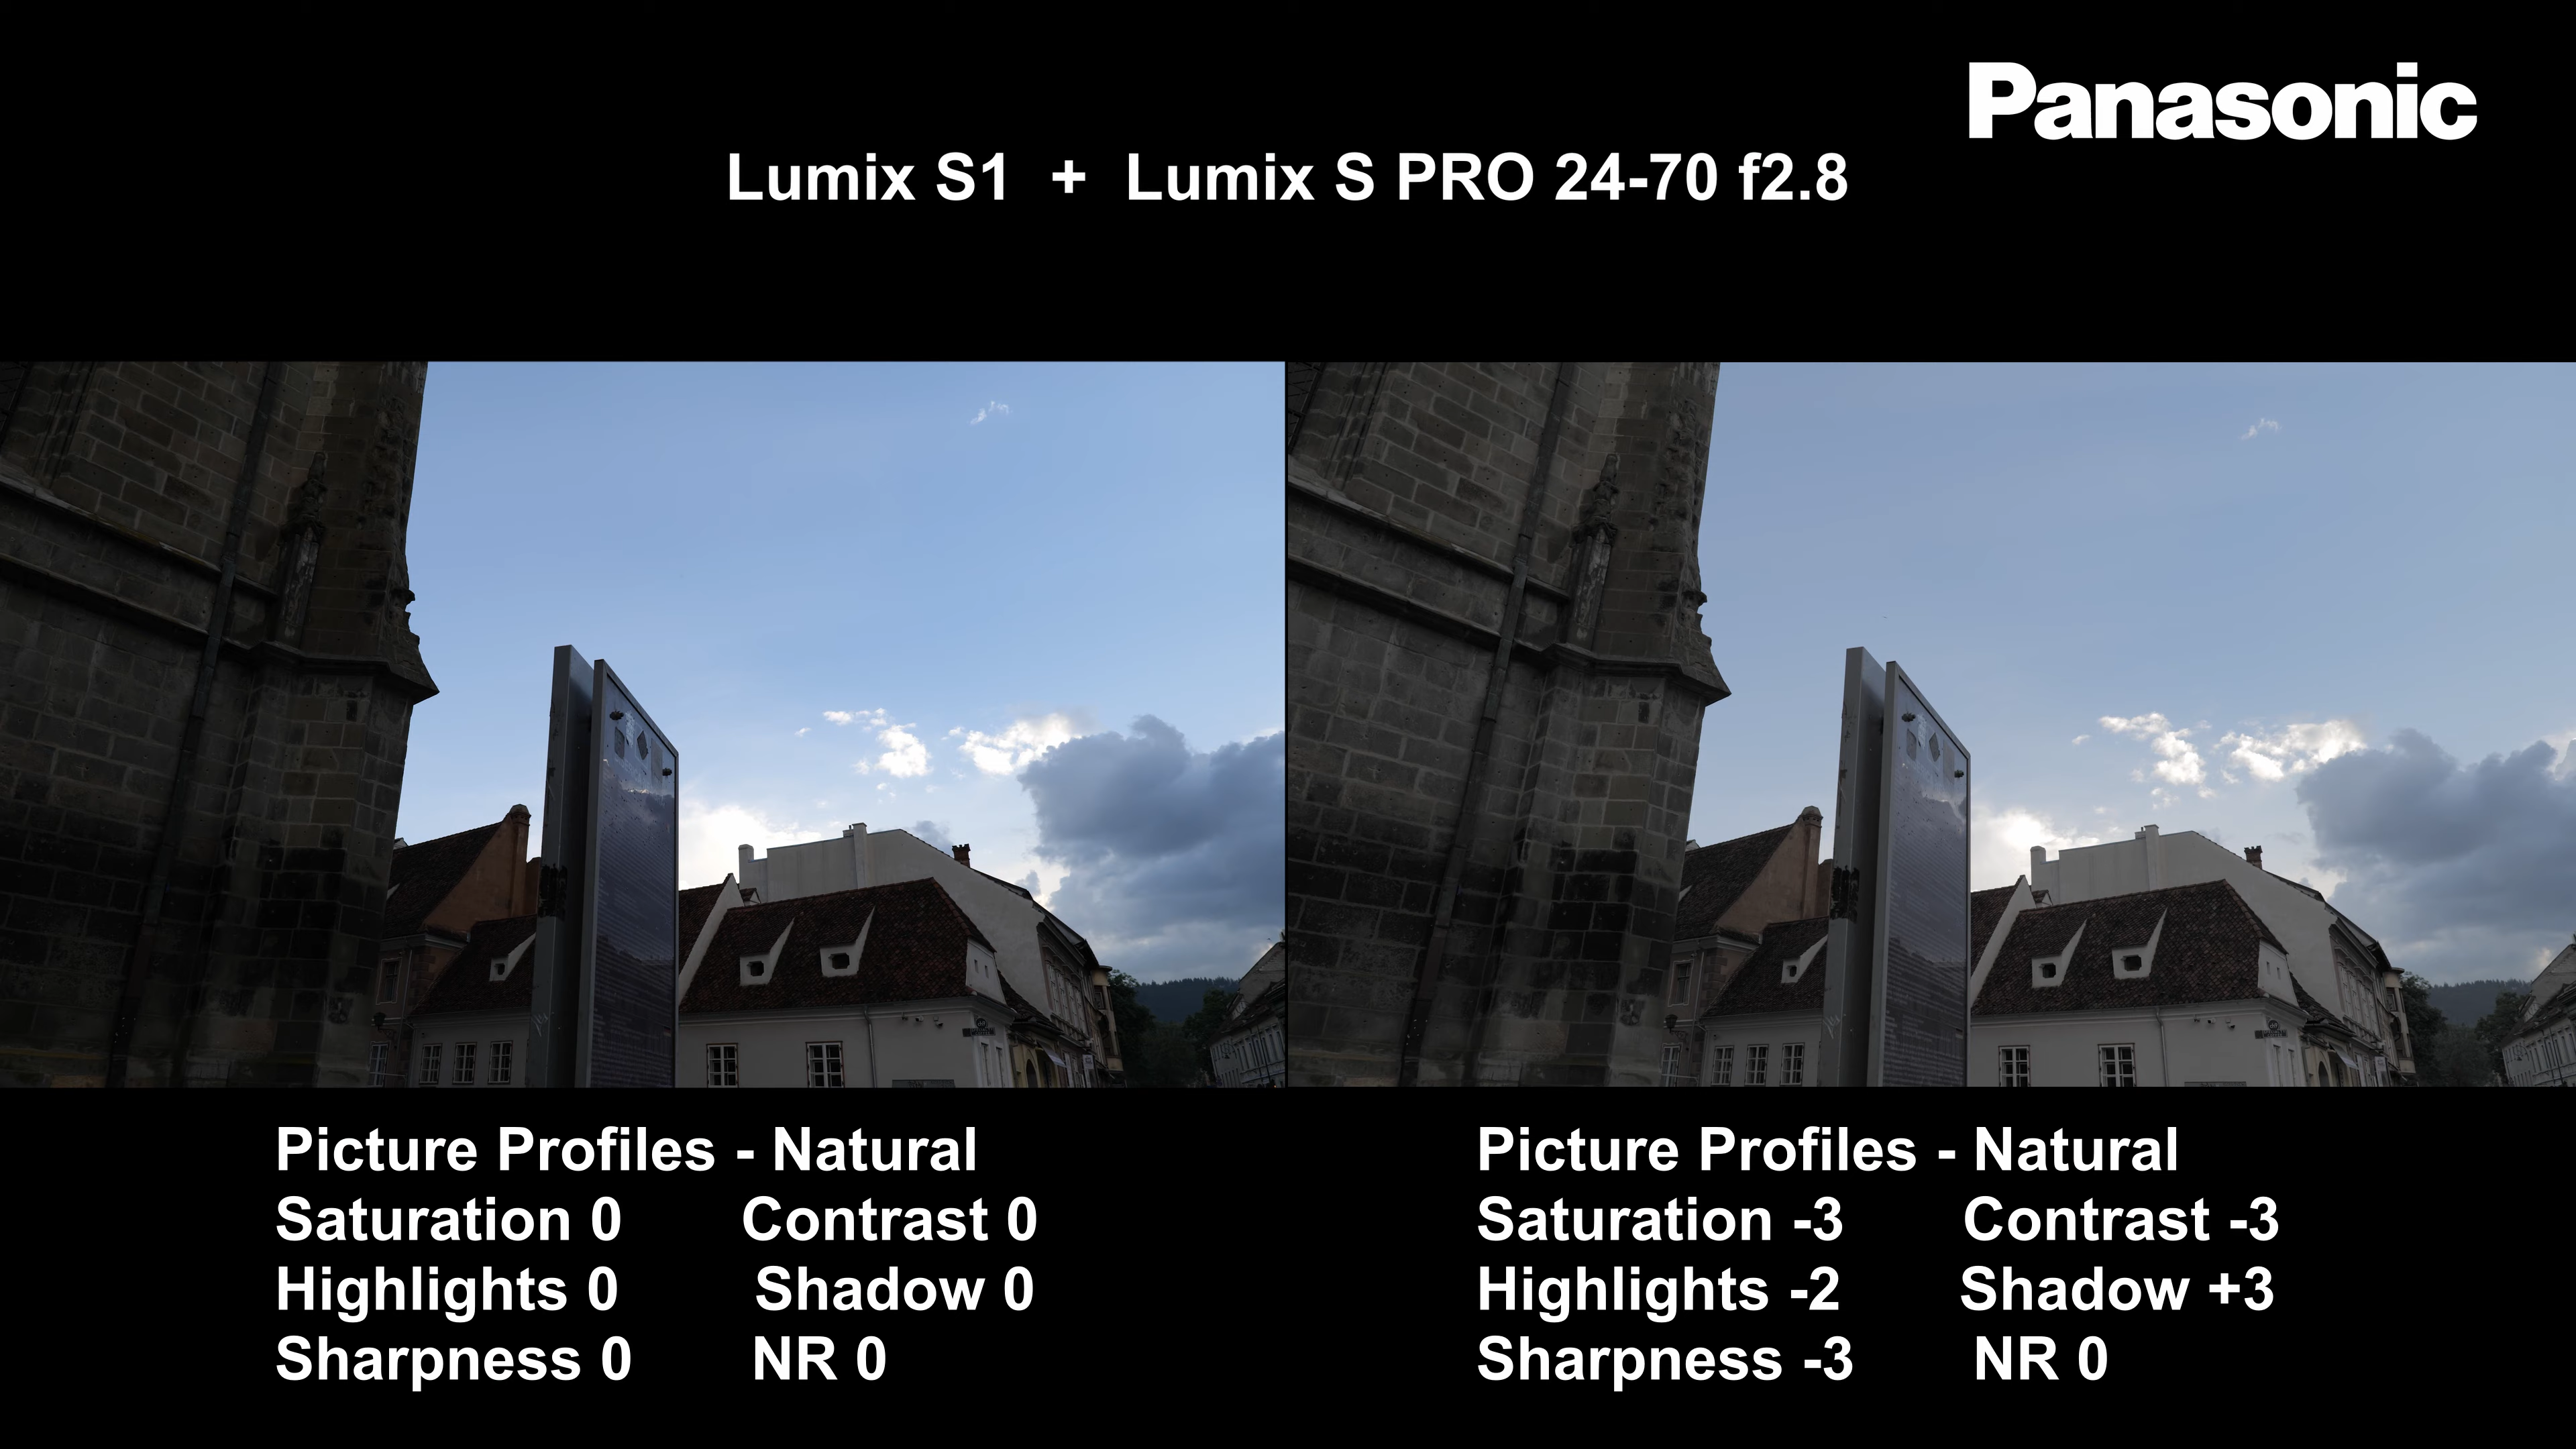 Panasonic
Lumix S1 + Lumix S PRO 24-70 f2.8
Picture Profiles - Natural
Saturation 0 Contrast 0
Highlights 0 Shadow 0
Sharpness 0 NR 0
Picture Profiles - Natural
Saturation -3 Contrast -3
Highlights -2 Shadow +3
Sharpness -3 NR 0